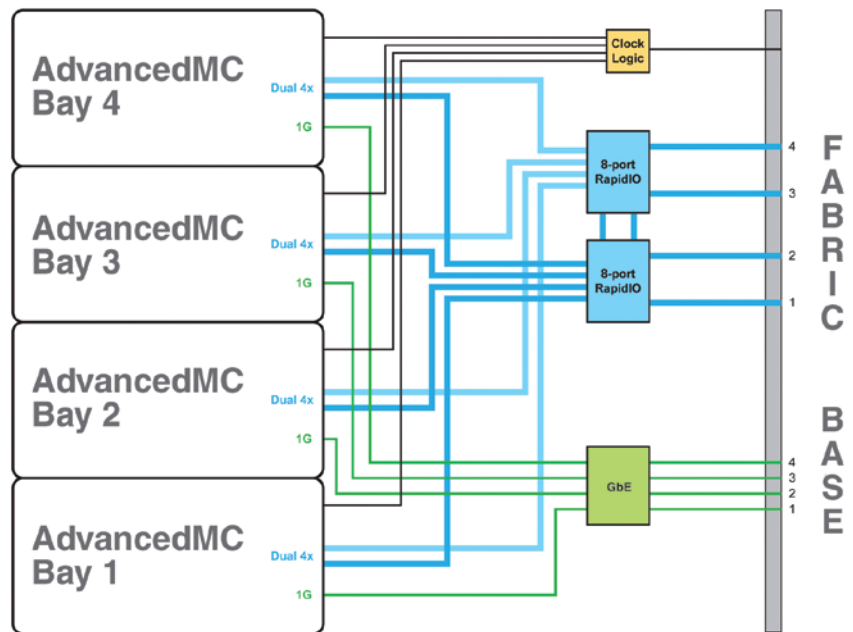 AdvancedMC
Bay 4
Dual 4x
1G
AdvancedMC
Bay 3
Dual 4x
1G
AdvancedMC
Bay 2
Dual 4x
1G
AdvancedMC
Bay 1
Dual 4x
1G
Clock
Logic
8-port
RapidIO
8-port
RapidIO
GbE
4
3
2
1
4
3
2
1
FABRIC
BASE